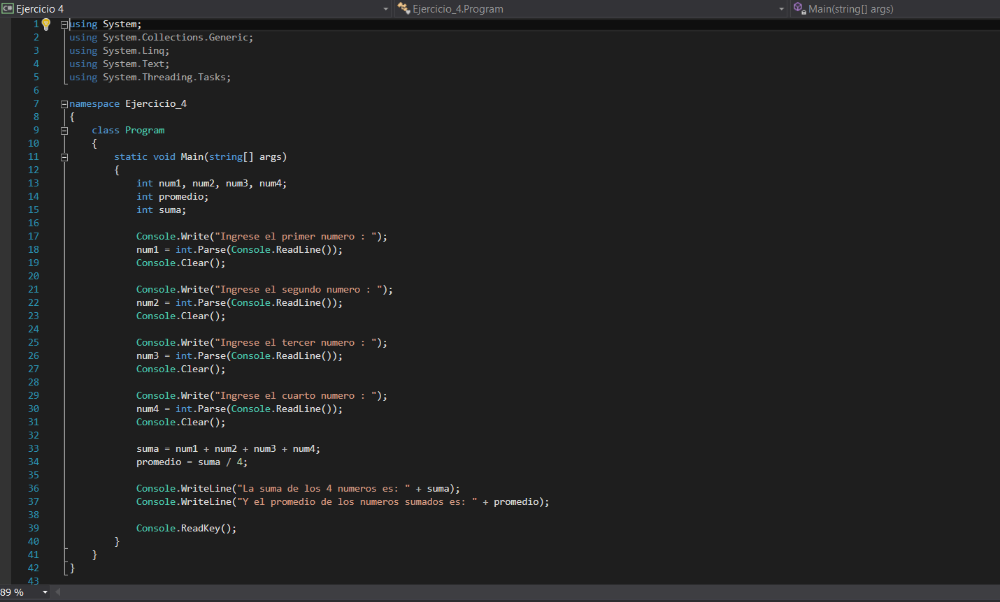 C# Ejercicio 4 Ejercicio_4.Program Main(string[] args)
1 using System;
2 using System.Collections.Generic;
3 using System.Linq;
4 using System.Text;
5 using System.Threading.Tasks;
6
7 namespace Ejercicio_4
8 {
9 class Program
10 {
11 static void Main(string[] args)
12 {
13 int num1, num2, num3, num4;
14 int promedio;
15 int suma;
16
17 Console.Write("Ingrese el primer numero : ");
18 num1 = int.Parse(Console.ReadLine());
19 Console.Clear();
20
21 Console.Write("Ingrese el segundo numero : ");
22 num2 = int.Parse(Console.ReadLine());
23 Console.Clear();
24
25 Console.Write("Ingrese el tercer numero : ");
26 num3 = int.Parse(Console.ReadLine());
27 Console.Clear();
28
29 Console.Write("Ingrese el cuarto numero : ");
30 num4 = int.Parse(Console.ReadLine());
31 Console.Clear();
32
33 suma = num1 + num2 + num3 + num4;
34 promedio = suma / 4;
35
36 Console.WriteLine("La suma de los 4 numeros es: " + suma);
37 Console.WriteLine("Y el promedio de los numeros sumados es: " + promedio);
38
39 Console.ReadKey();
40 }
41 }
42 }
43
89 %